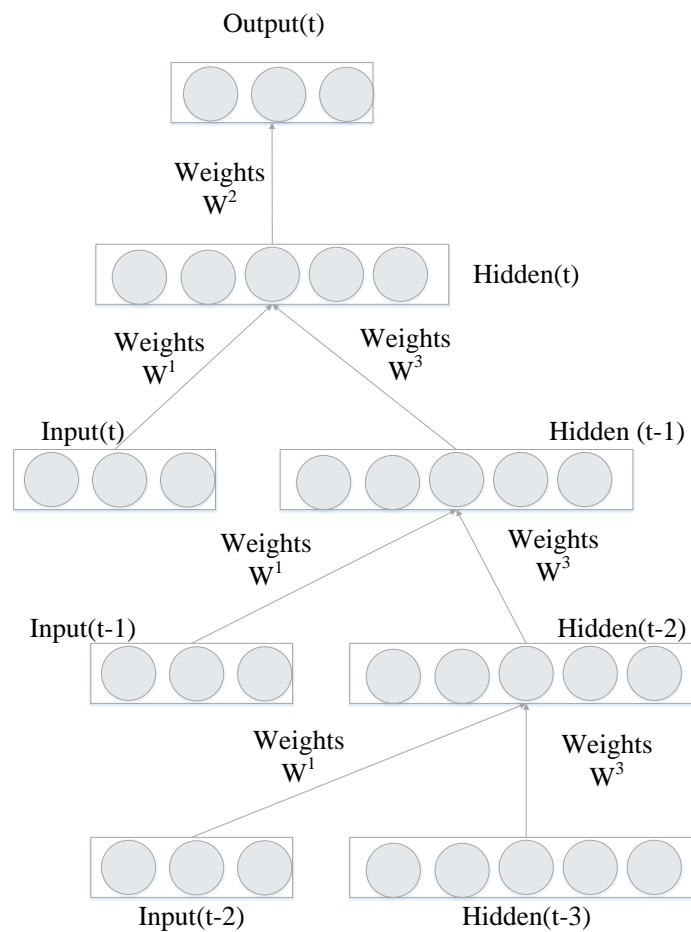 Output(t)
Weights
W²
Hidden(t)
Weights
W¹
Weights
W³
Input(t)
Hidden (t-1)
Weights
W¹
Weights
W³
Input(t-1)
Hidden(t-2)
Weights
W¹
Weights
W³
Input(t-2)
Hidden(t-3)